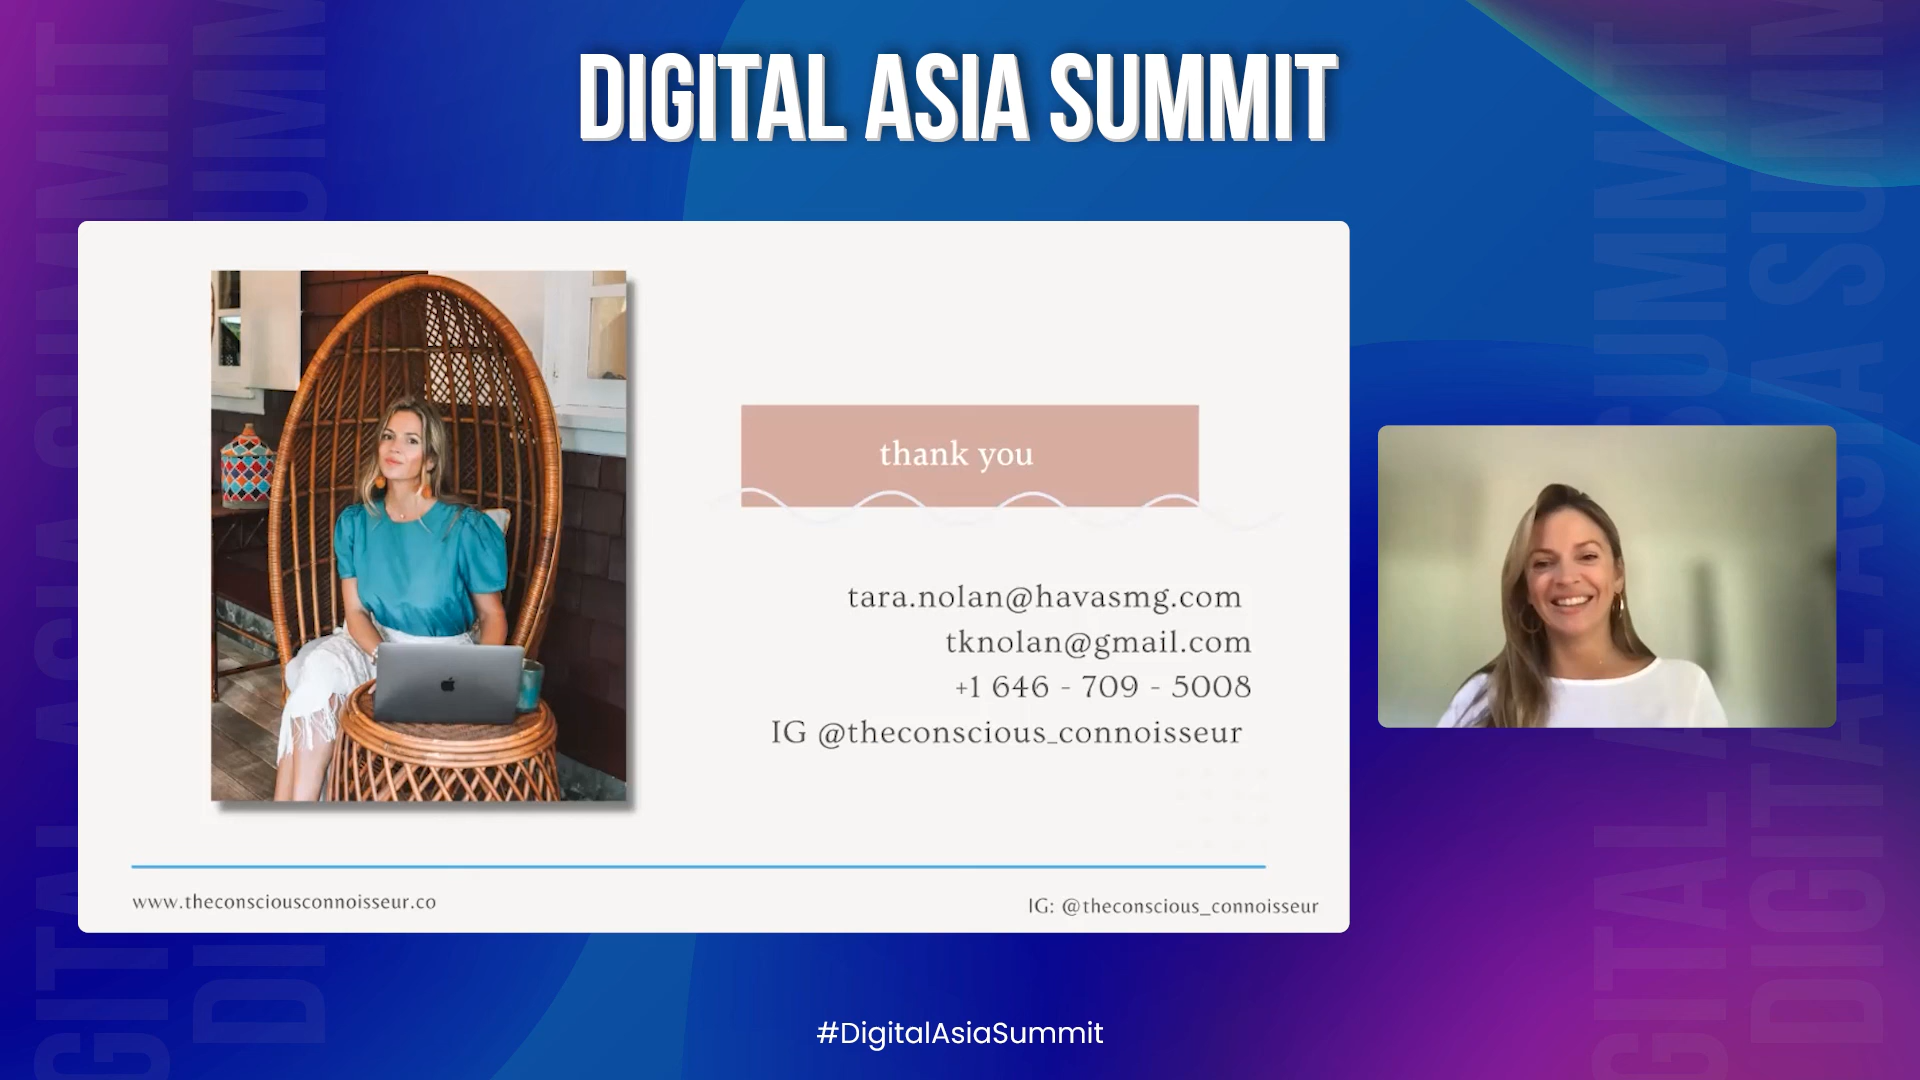 DIGITAL ASIA SUMMIT
thank you
tara.nolan@havasmg.com
tknolan@gmail.com
+1 646 - 709 - 5008
IG @theconscious_connoisseur
www.theconsciousconnoisseur.co
IG: @theconscious_connoisseur
#DigitalAsiaSummit